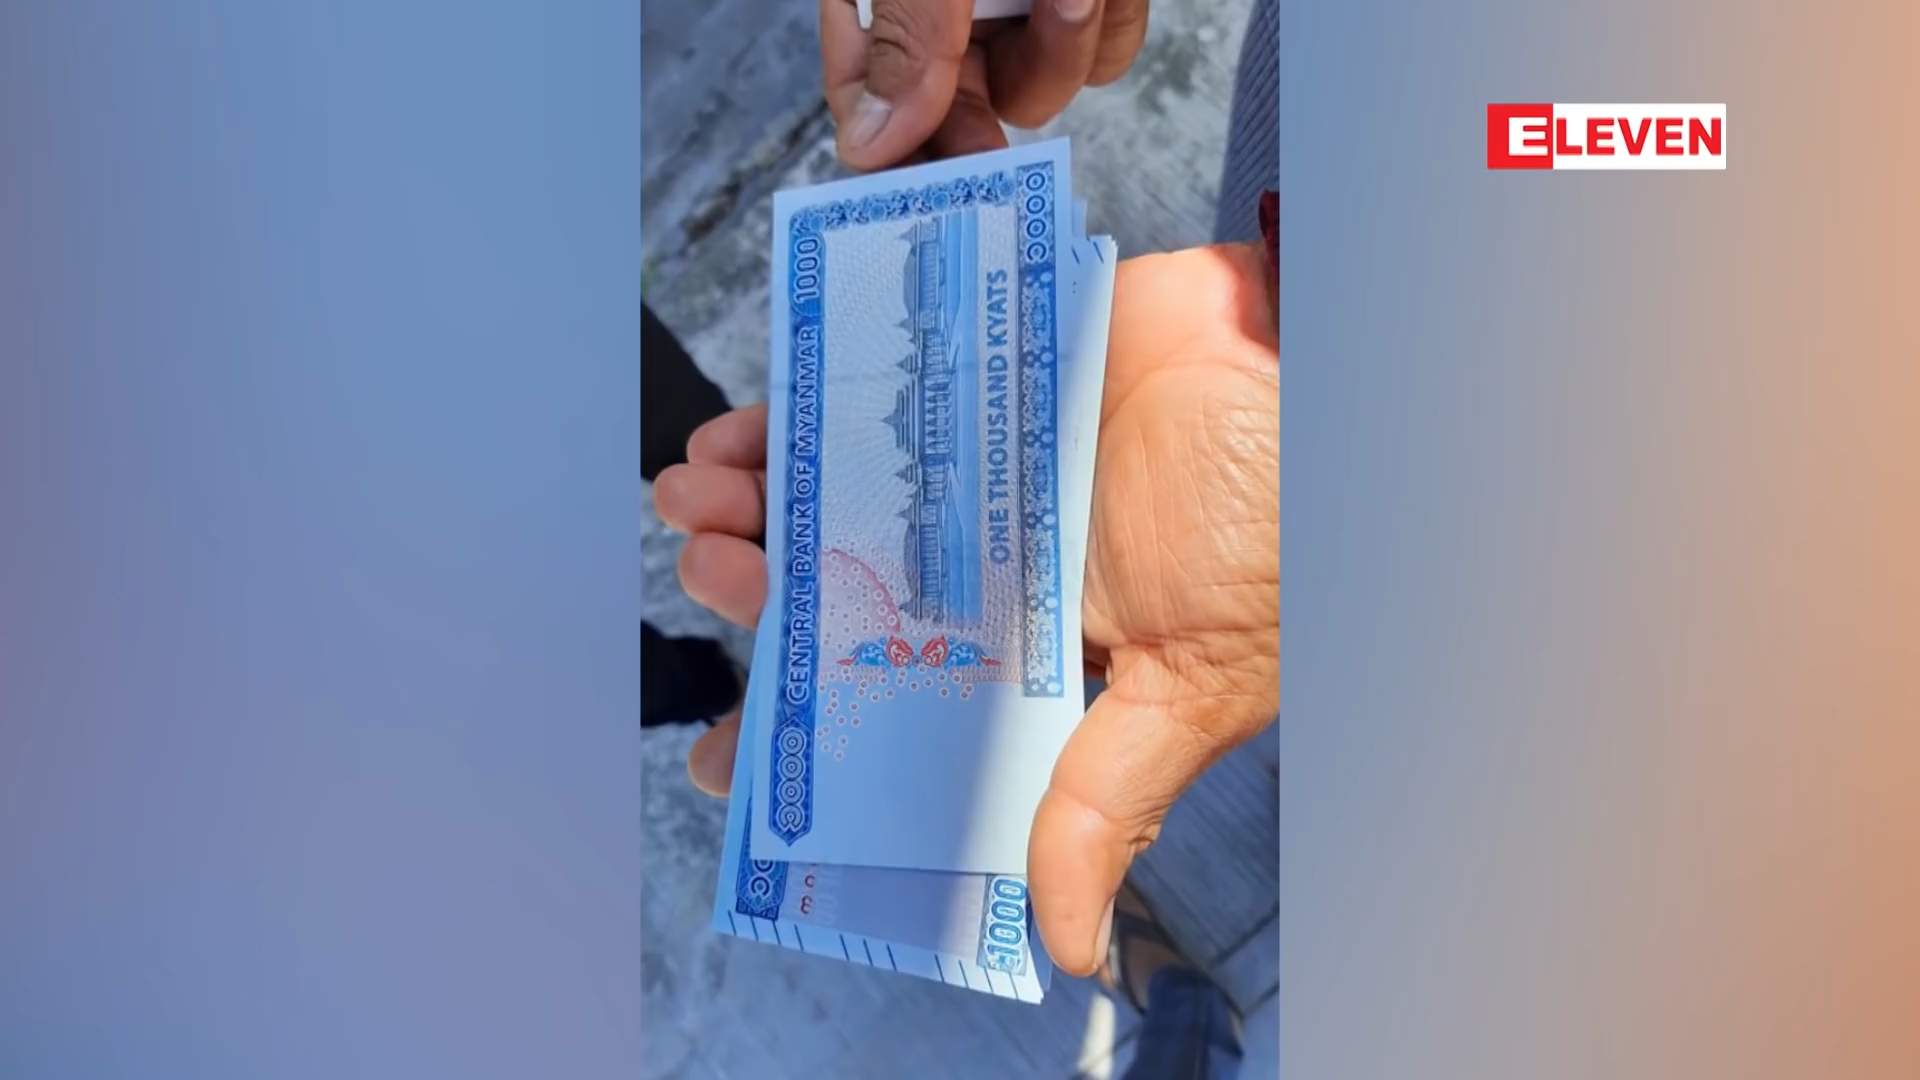 ELEVEN
CENTRAL BANK OF MYANMAR 1000
၁၀၀၀
ONE THOUSAND KYATS
၁၀၀၀
1000